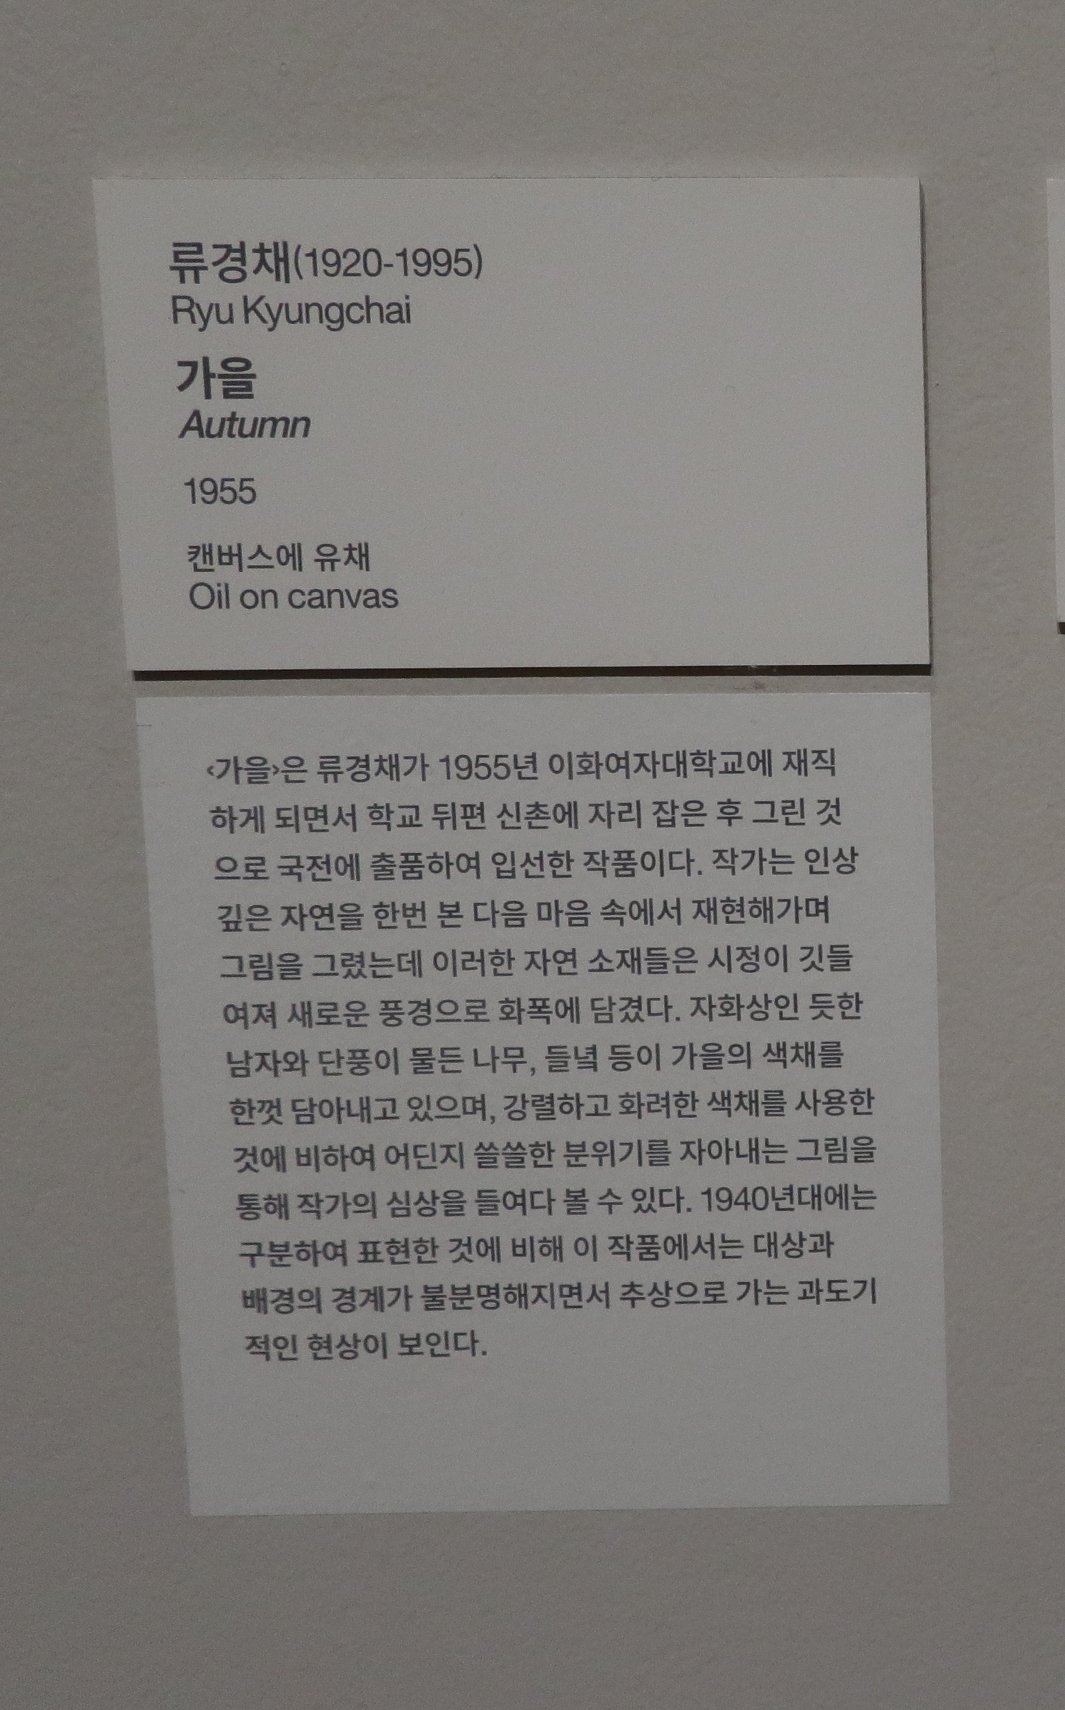 류경채(1920-1995)
Ryu Kyungchai
가을
Autumn
1955
캔버스에 유채
Oil on canvas
‹가을›은 류경채가 1955년 이화여자대학교에 재직
하게 되면서 학교 뒤편 신촌에 자리 잡은 후 그린 것
으로 국전에 출품하여 입선한 작품이다. 작가는 인상
깊은 자연을 한번 본 다음 마음 속에서 재현해가며
그림을 그렸는데 이러한 자연 소재들은 시정이 깃들
여져 새로운 풍경으로 화폭에 담겼다. 자화상인 듯한
남자와 단풍이 물든 나무, 들녘 등이 가을의 색채를
한껏 담아내고 있으며, 강렬하고 화려한 색채를 사용한
것에 비하여 어딘지 쓸쓸한 분위기를 자아내는 그림을
통해 작가의 심상을 들여다 볼 수 있다. 1940년대에는
구분하여 표현한 것에 비해 이 작품에서는 대상과
배경의 경계가 불분명해지면서 추상으로 가는 과도기
적인 현상이 보인다.